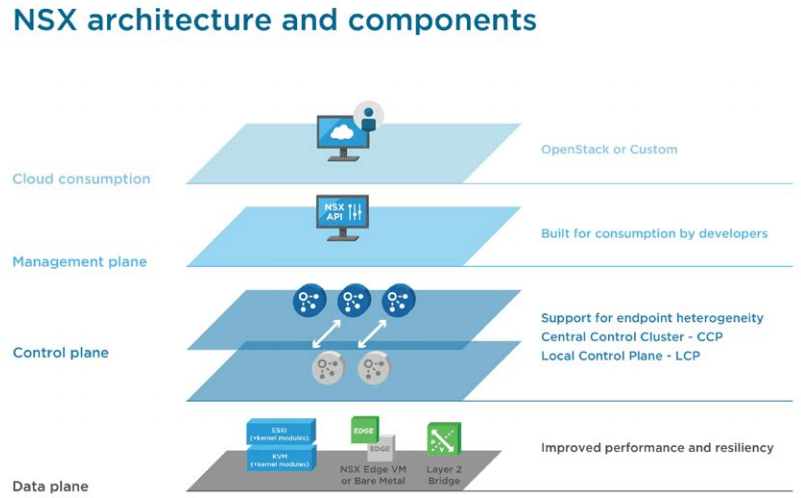 NSX architecture and components
OpenStack or Custom
Cloud consumption
NSX
API
Built for consumption by developers
Management plane
Support for endpoint heterogeneity
Central Control Cluster - CCP
Local Control Plane - LCP
Control plane
ESXi
(+kernel modules)
KVM
(+kernel modules)
EDGE
EDGE
NSX Edge VM
or Bare Metal
Layer 2
Bridge
Improved performance and resiliency
Data plane